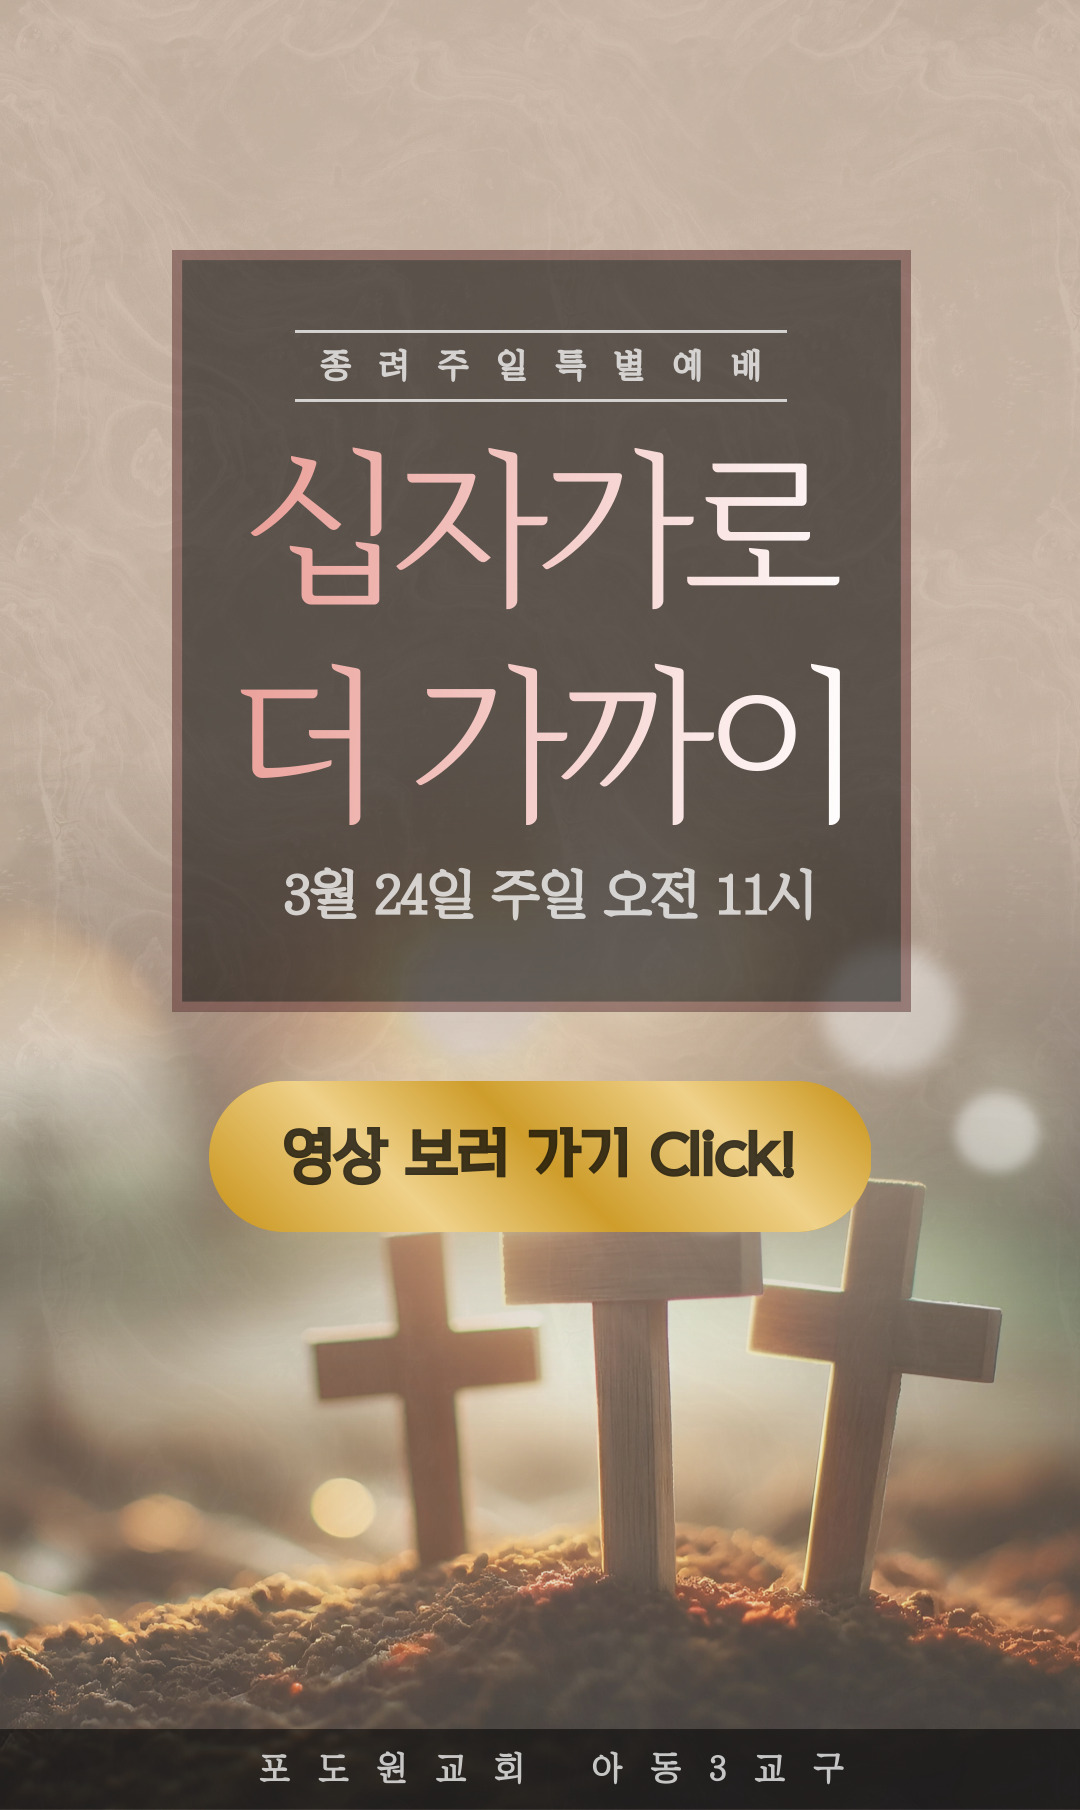 종려주일특별예배
십자가로
더 가까이
3월 24일 주일 오전 11시
영상 보러 가기 Click!
포도원교회 아동3교구